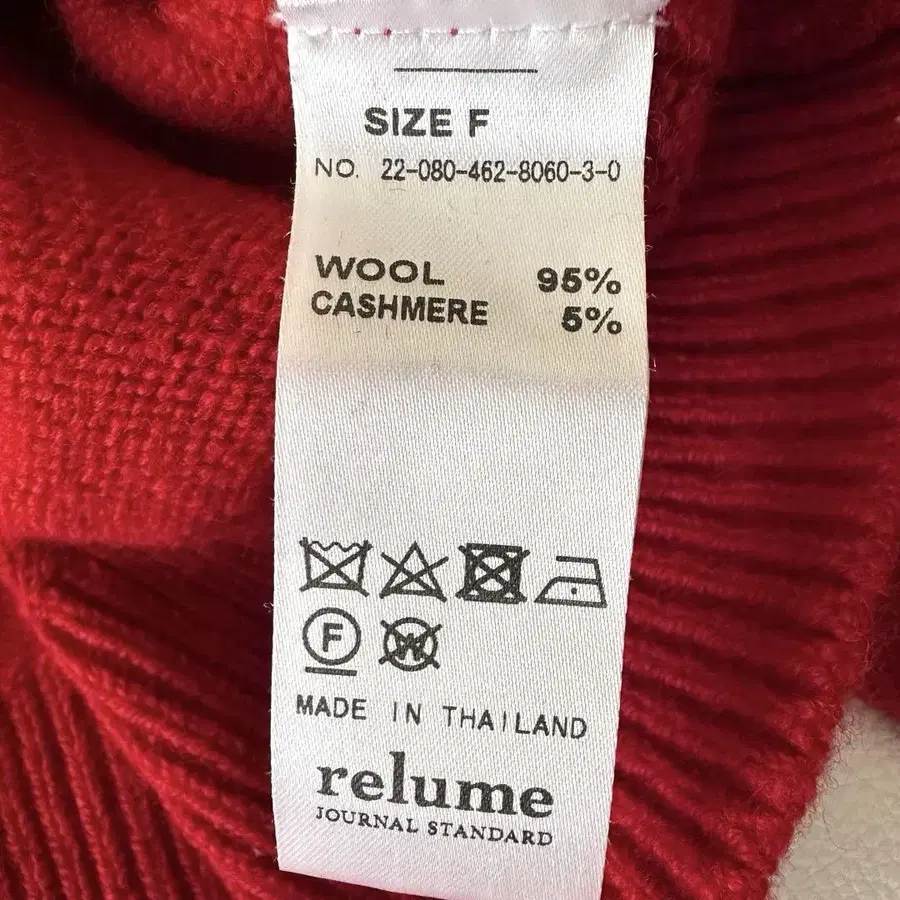 SIZE F
NO. 22-080-462-8060-3-0
WOOL 95%
CASHMERE 5%
F W
MADE IN THAILAND
relume
JOURNAL STANDARD